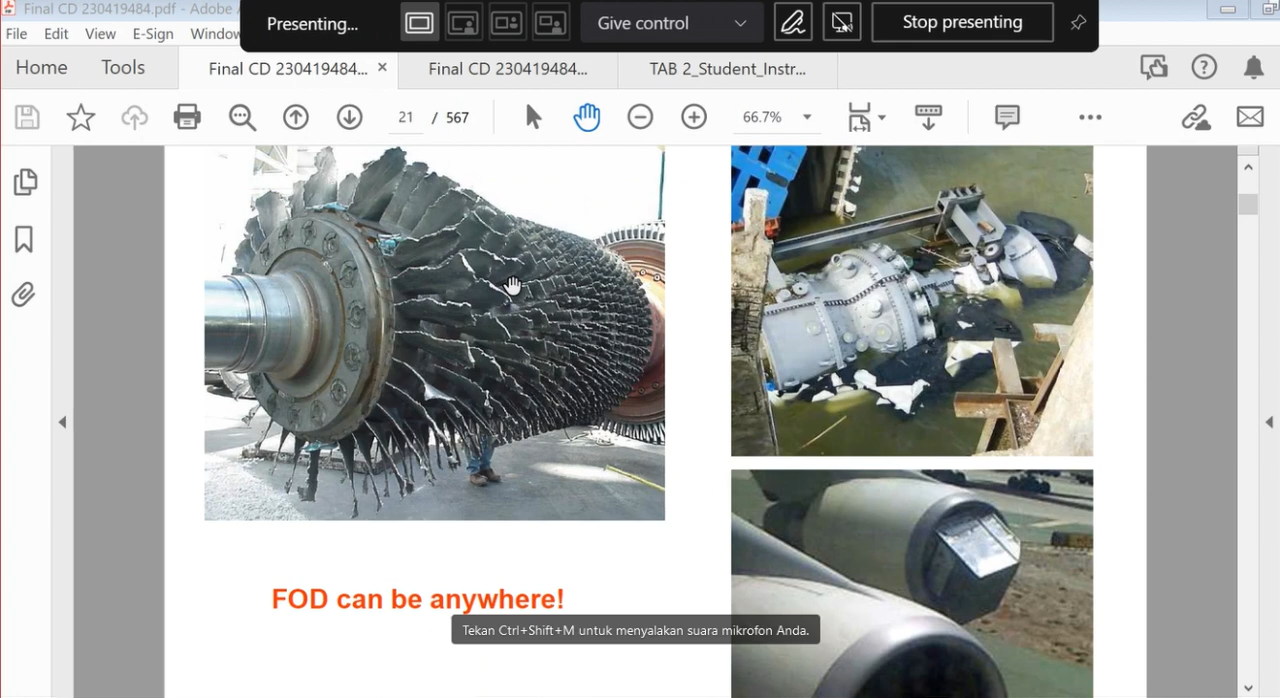 Final CD 230419484.pdf - Adobe
Presenting...
Give control
Stop presenting
File Edit View E-Sign Window
Home Tools Final CD 230419484... × Final CD 230419484... TAB 2_Student_Instr...
21 / 567 66.7%
FOD can be anywhere!
Tekan Ctrl+Shift+M untuk menyalakan suara mikrofon Anda.